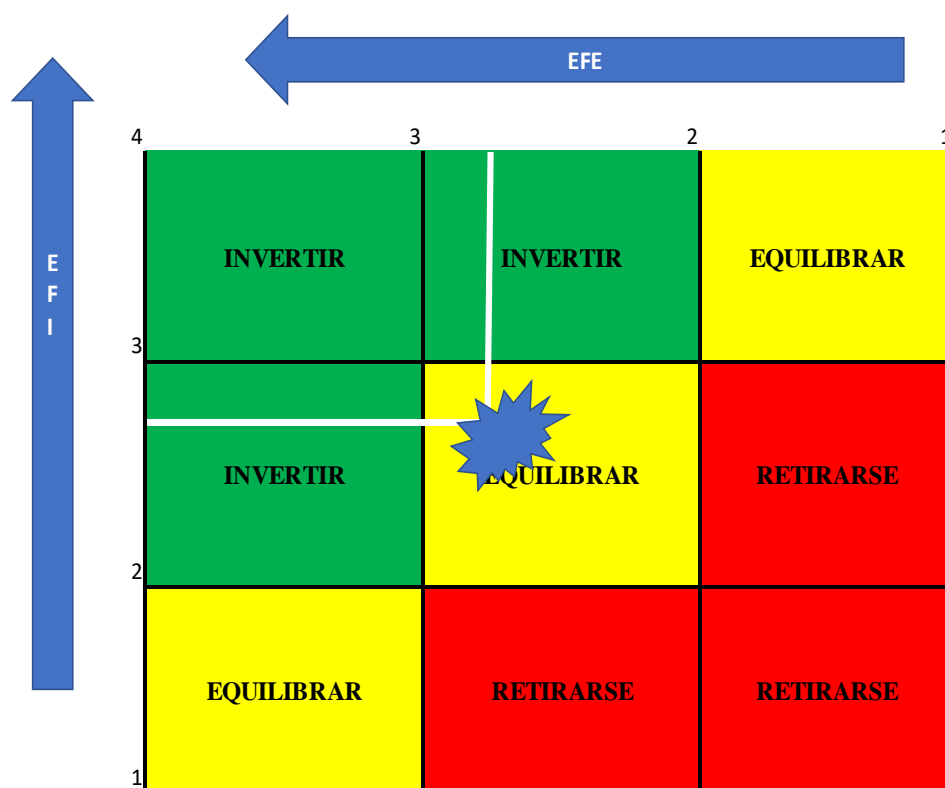 EFE
4 3 2 1
E
F
I
INVERTIR INVERTIR EQUILIBRAR
3
INVERTIR EQUILIBRAR RETIRARSE
2
EQUILIBRAR RETIRARSE RETIRARSE
1